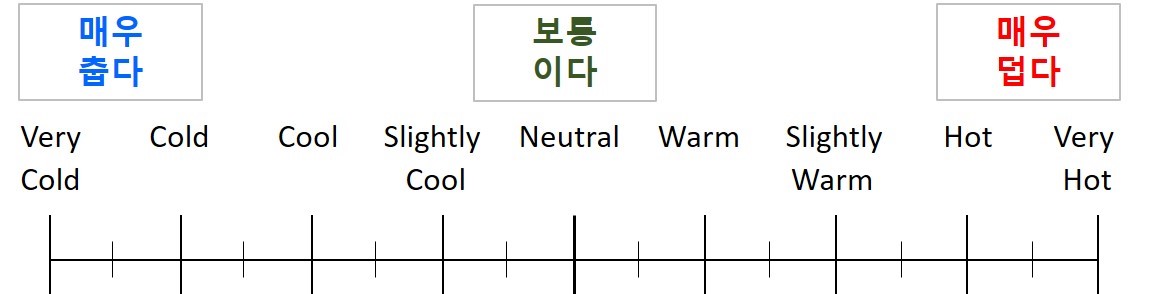 매우
춥다
보통
이다
매우
덥다
Very Cold Cool Slightly Neutral Warm Slightly Hot Very
Cold Cool Warm Hot